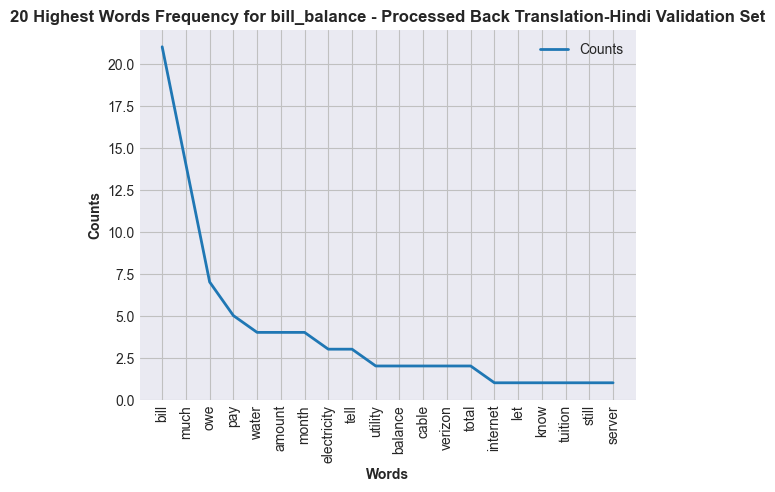 20 Highest Words Frequency for bill_balance - Processed Back Translation-Hindi Validation Set
Counts
20.0
17.5
15.0
12.5
10.0
7.5
5.0
2.5
0.0
Counts
bill
much
owe
pay
water
amount
month
electricity
tell
utility
balance
cable
verizon
total
internet
let
know
tuition
still
server
Words